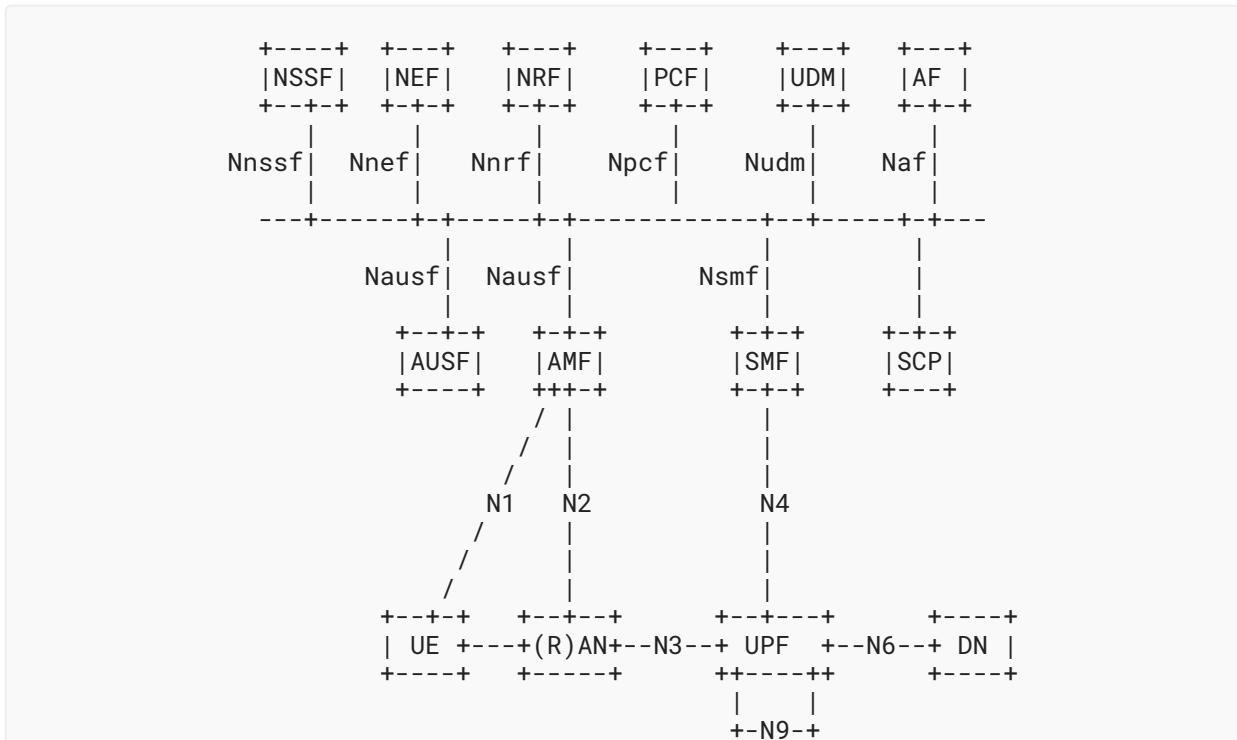 +----+  +---+   +---+    +---+    +---+   +---+
|NSSF|  |NEF|   |NRF|    |PCF|    |UDM|   |AF |
+--+-+  +-+-+   +-+-+    +-+-+    +-+-+   +-+-+
|      |       |        |        |       |
Nnssf|  Nnef|   Nnrf|    Npcf|    Nudm|    Naf|
|      |       |        |        |       |
---+------+-+-----+-+------------+--+-----+-+---
|       |            |         |
Nausf|  Nausf|        Nsmf|         |
|       |            |         |
+--+-+   +-+-+        +-+-+     +-+-+
|AUSF|   |AMF|        |SMF|     |SCP|
+----+   +++-+        +-+-+     +---+
/ |            |
/  |            |
/   |            |
N1   N2           N4
/     |            |
/      |            |
/       |            |
+--+-+   +--+--+      +--+---+      +----+
| UE +---+(R)AN+--N3--+ UPF  +--N6--+ DN |
+----+   +-----+      ++----++      +----+
|    |
+-N9-+